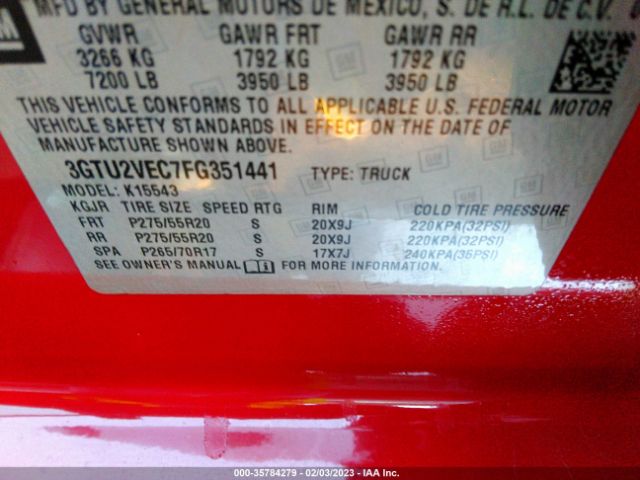 GM
MFD BY GENERAL MOTORS DE MEXICO, S. DE R.L. DE C.V.
GVWR GAWR FRT GAWR RR
3266 KG 1792 KG 1792 KG
7200 LB 3950 LB 3950 LB
THIS VEHICLE CONFORMS TO ALL APPLICABLE U.S. FEDERAL MOTOR
VEHICLE SAFETY STANDARDS IN EFFECT ON THE DATE OF
MANUFACTURE SHOWN ABOVE.
3GTU2VEC7FG351441 TYPE: TRUCK
MODEL: K15543
KGJR TIRE SIZE SPEED RTG RIM COLD TIRE PRESSURE
FRT P275/55R20 S 20X9J 220KPA(32PSI)
RR P275/55R20 S 20X9J 220KPA(32PSI)
SPA P265/70R17 S 17X7J 240KPA(35PSI)
SEE OWNER'S MANUAL FOR MORE INFORMATION.
000-35784279 - 02/03/2023 - IAA Inc.